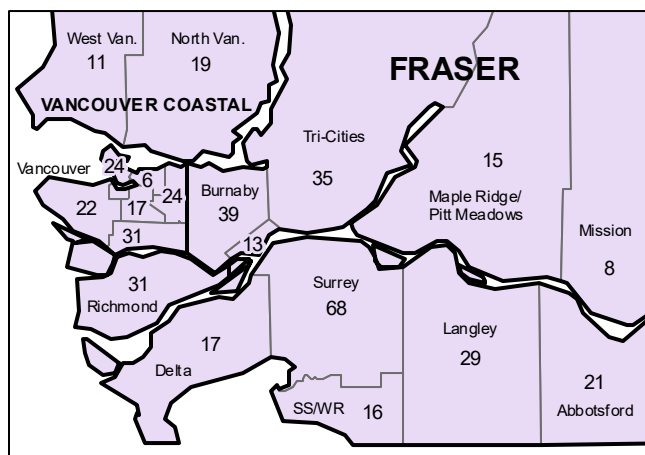 West Van.
11
North Van.
19
VANCOUVER COASTAL
FRASER
Tri-Cities
35
15
Maple Ridge/
Pitt Meadows
Mission
8
Vancouver
24
6
24
22
17
31
Burnaby
39
13
31
Richmond
Surrey
68
17
Delta
Langley
29
SS/WR
16
21
Abbotsford